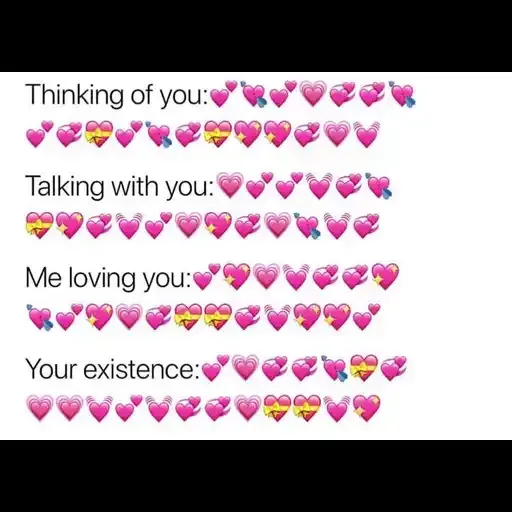 Thinking of you:💕💘💕💗💞💞💘
💕💞💝💕💘💞💝💖💖💞💗💓
Talking with you:💗💕💕💓💞💘
💝💖💞💓💕💗💖💞💗💘💓💞
Me loving you:💕💖💗💓💞💞💖
💘💕💖💗💞💝💝💞💓💖💖💕
Your existence:💕💗💞💞💘💝💞
💗💗💓💕💓💞💞💗💝💝💓💖